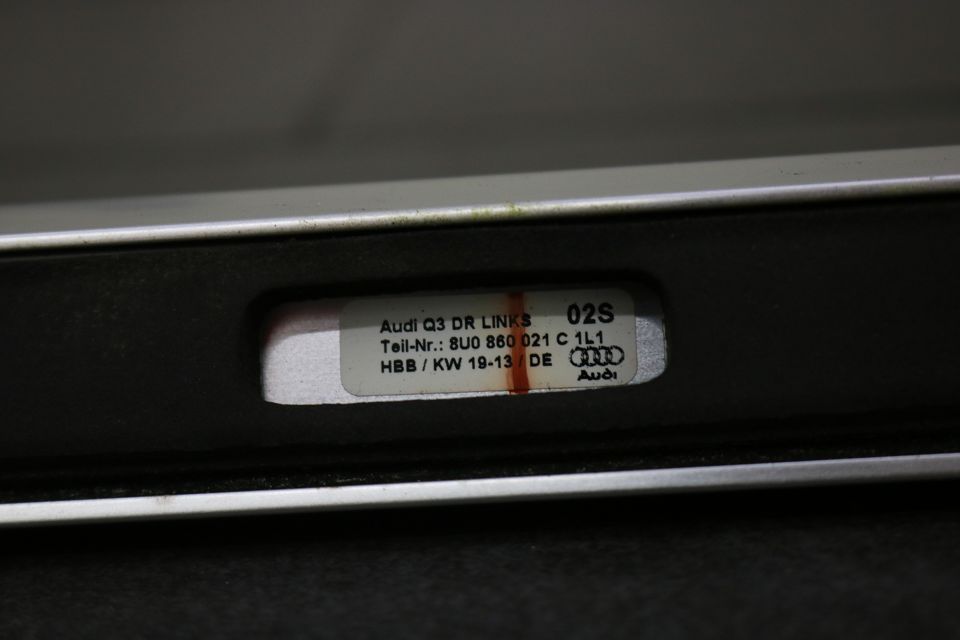 Audi Q3 DR LINKS 02S
Teil-Nr.: 8U0 860 021 C 1L1
HBB / KW 19-13 / DE
Audi